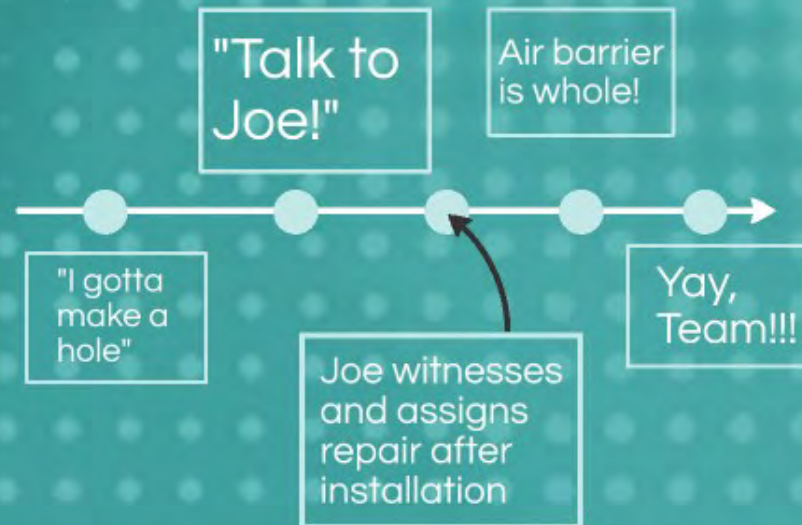 "Talk to
Joe!"
Air barrier
is whole!
"I gotta
make a
hole"
Joe witnesses
and assigns
repair after
installation
Yay,
Team!!!